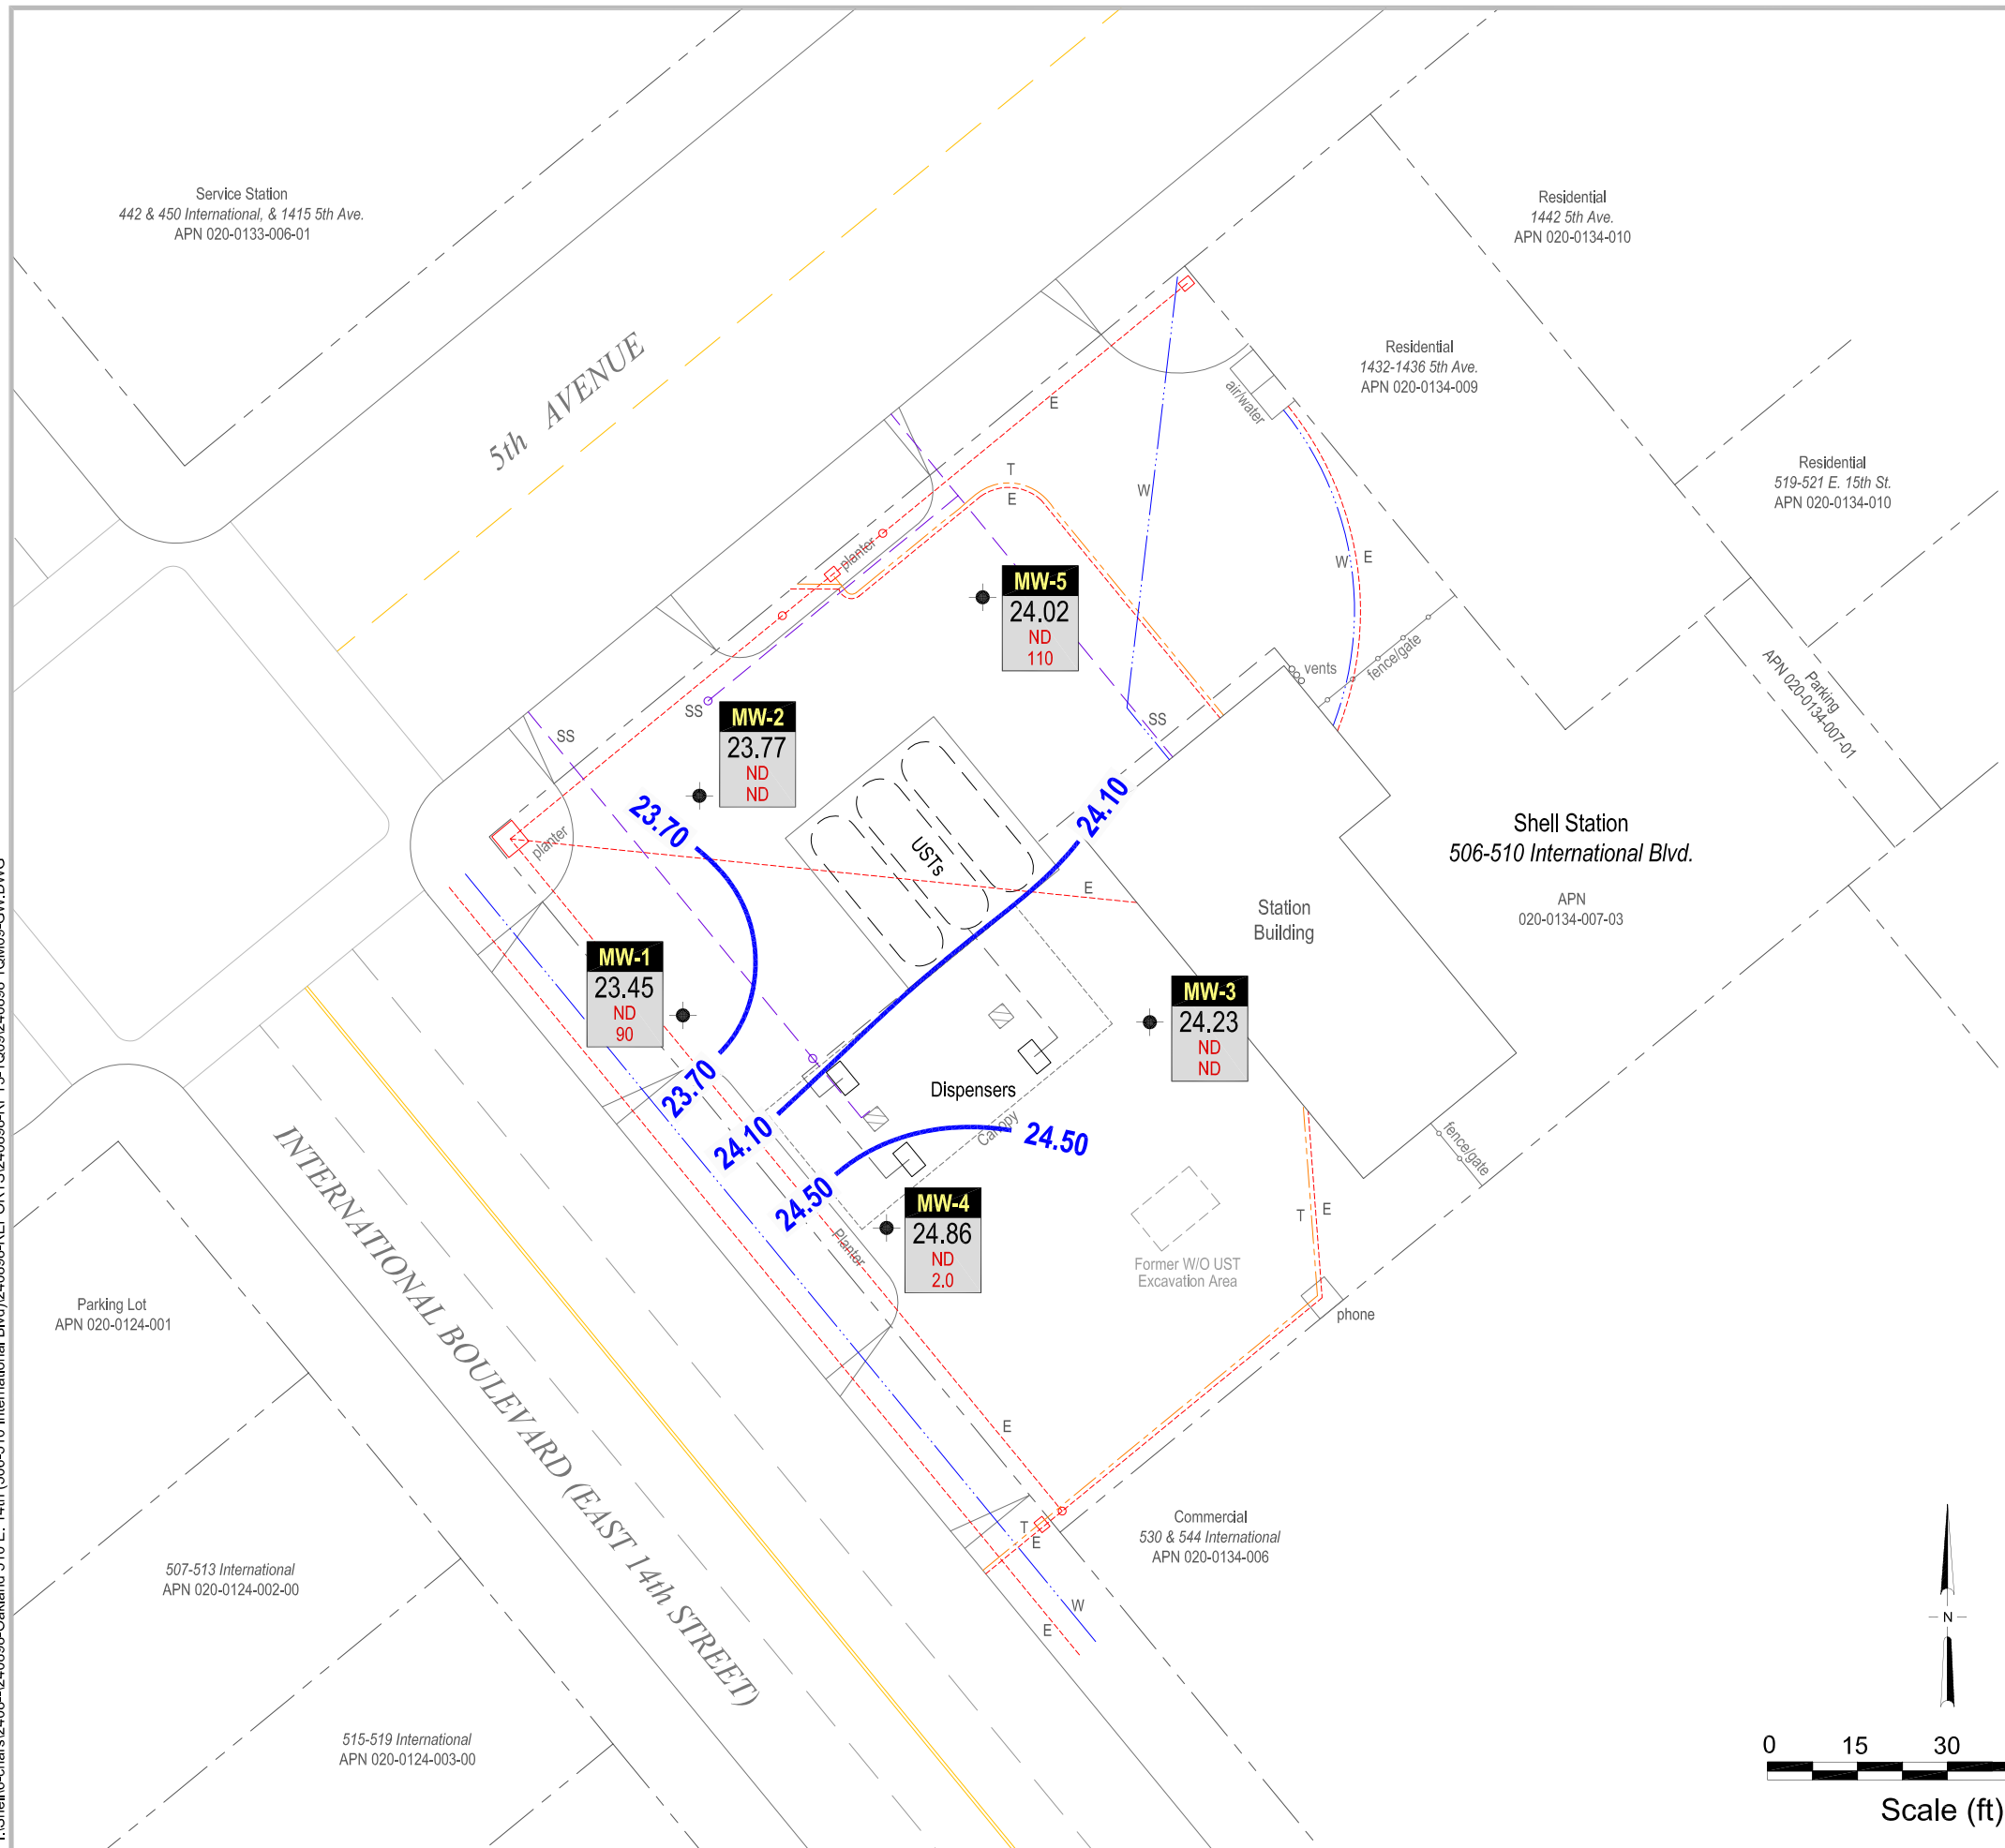 Service Station
442 & 450 International, & 1415 5th Ave.
APN 020-0133-006-01
5th AVENUE
Residential
1442 5th Ave.
APN 020-0134-010
Residential
1432-1436 5th Ave.
APN 020-0134-009
Residential
519-521 E. 15th St.
APN 020-0134-010
Parking
APN 020-0134-007-01
air/water
E
T
E
W
W
E
planter
fence/gate
vents
SS
SS
SS
planter
MW-5
24.02
ND
110
MW-2
23.77
ND
ND
23.70
24.10
USTs
E
Shell Station
506-510 International Blvd.
APN
020-0134-007-03
Station
Building
MW-1
23.45
ND
90
MW-3
24.23
ND
ND
23.70
Dispensers
Canopy
24.10
24.50
24.50
MW-4
24.86
ND
2.0
Planter
fence/gate
T
E
Former W/O UST
Excavation Area
phone
INTERNATIONAL BOULEVARD (EAST 14th STREET)
Parking Lot
APN 020-0124-001
E
T
E
W
E
Commercial
530 & 544 International
APN 020-0134-006
507-513 International
APN 020-0124-002-00
515-519 International
APN 020-0124-003-00
N
0 15 30
Scale (ft)